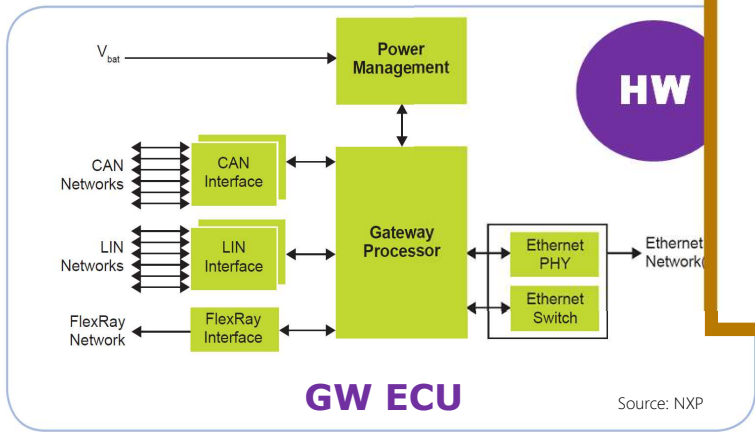 V bat
Power
Management
HW
CAN
Networks
CAN
Interface
LIN
Networks
LIN
Interface
Gateway
Processor
Ethernet
PHY
Ethernet
Network(
Ethernet
Switch
FlexRay
Network
FlexRay
Interface
GW ECU
Source: NXP